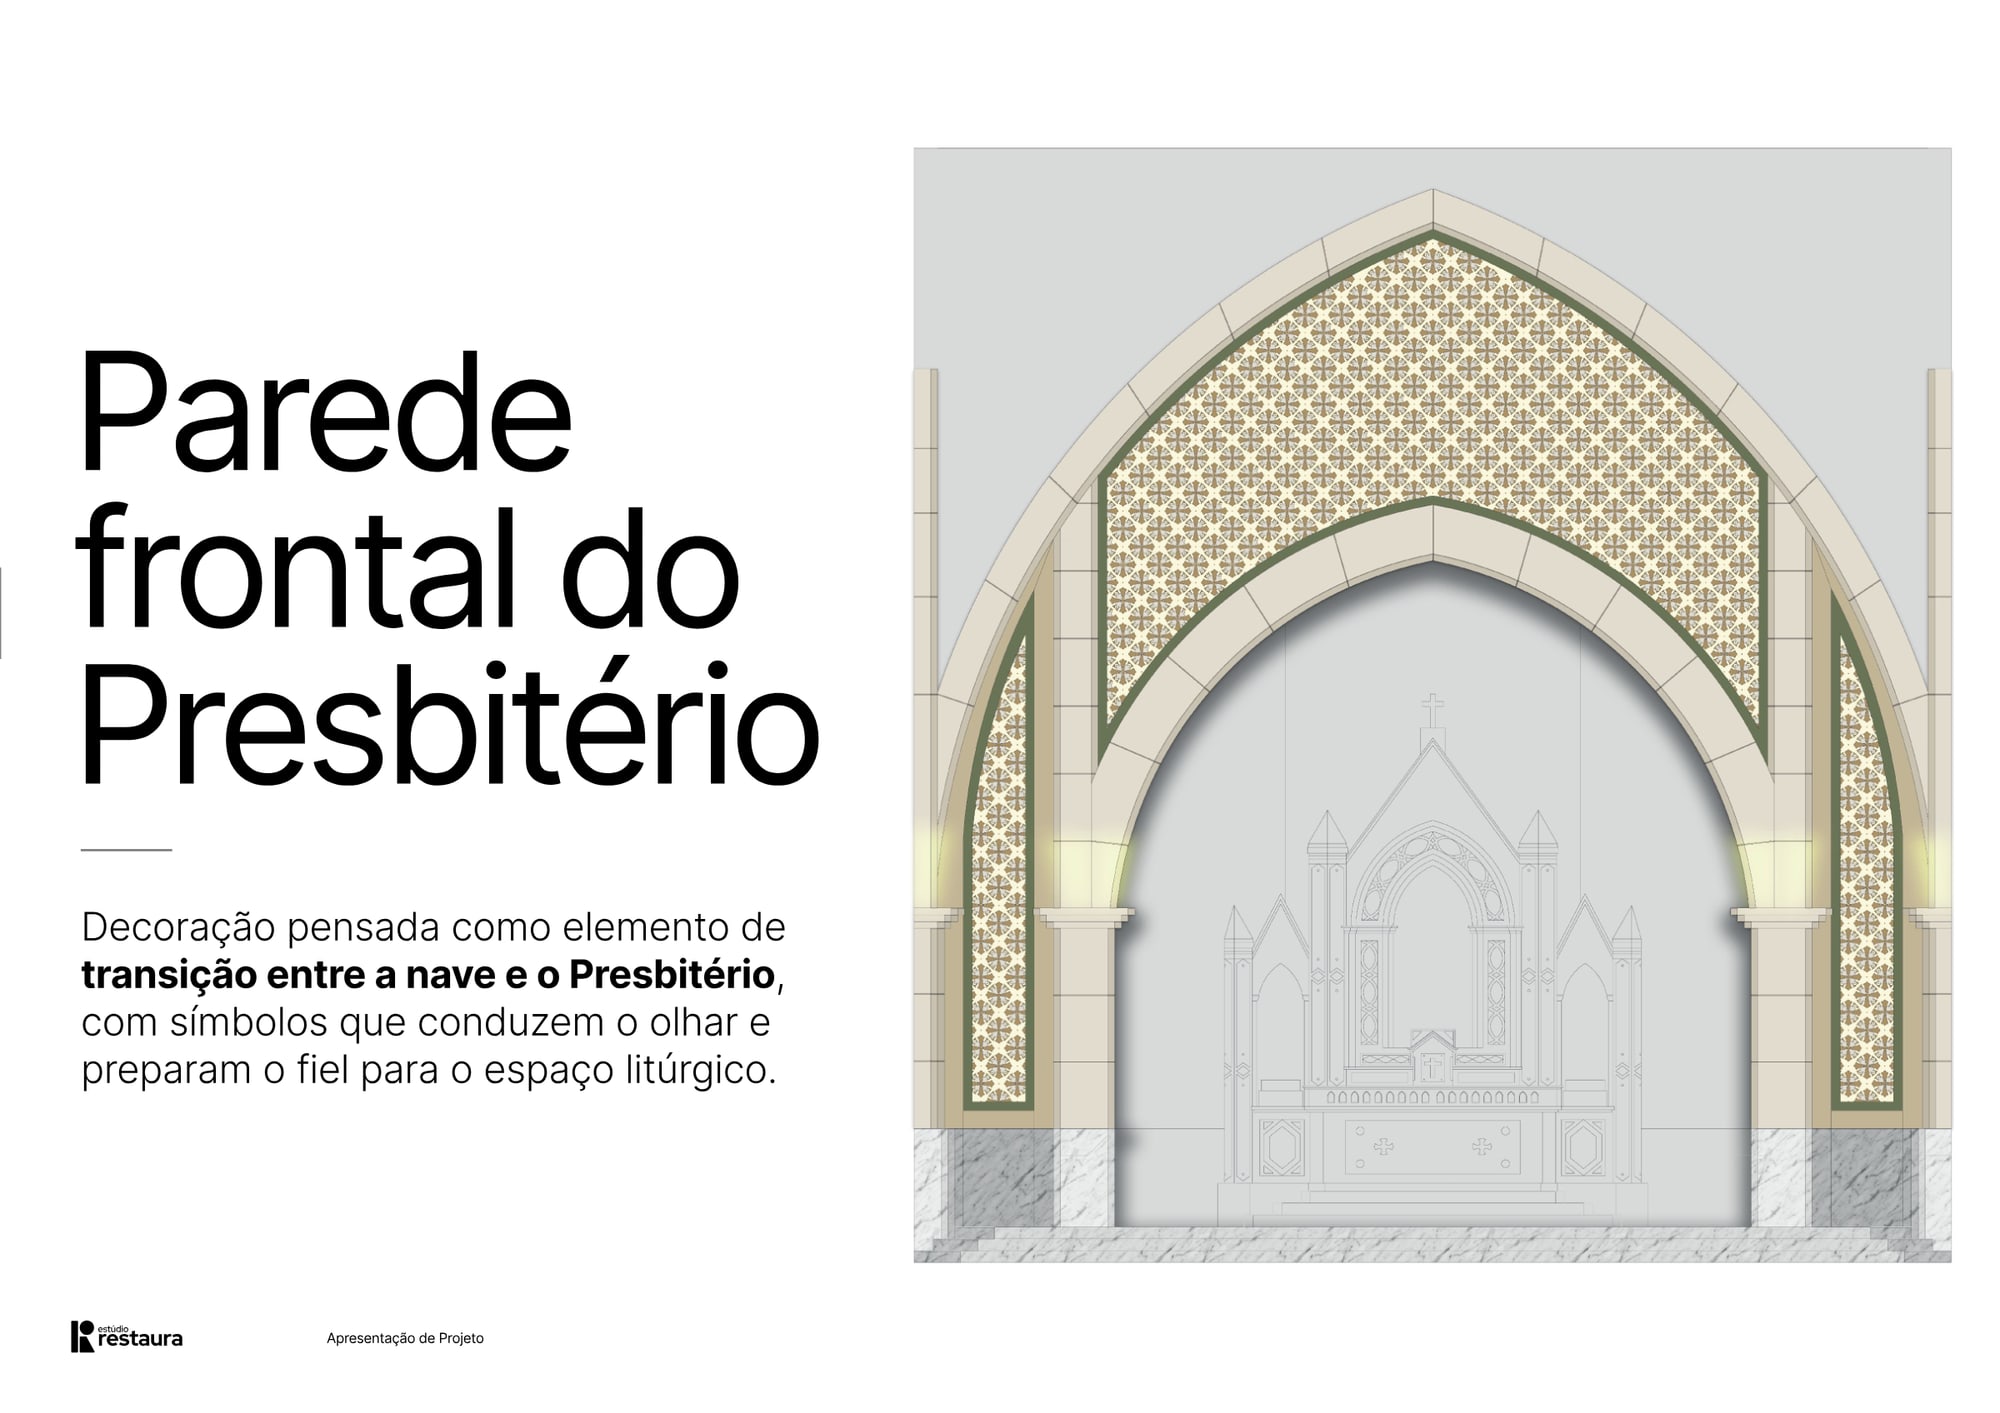 Parede
frontal do
Presbitério
Decoração pensada como elemento de
transição entre a nave e o Presbitério,
com símbolos que conduzem o olhar e
preparam o fiel para o espaço litúrgico.
estúdio
restaura
Apresentação de Projeto